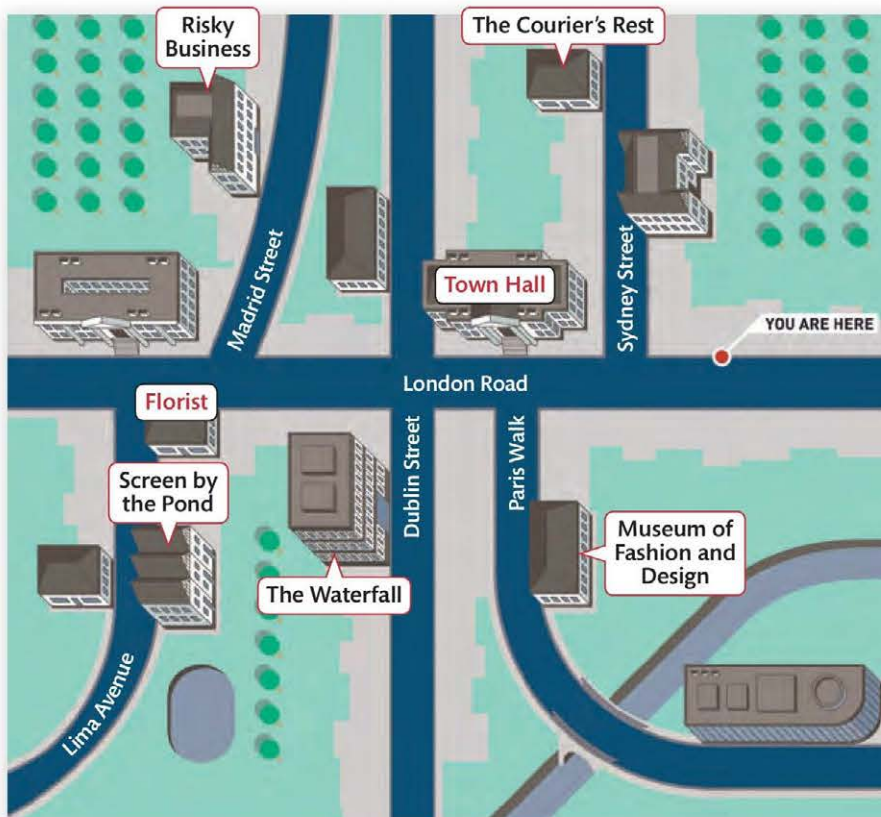 Risky
Business
The Courier's Rest
Madrid Street
Town Hall
Sydney Street
YOU ARE HERE
London Road
Florist
Dublin Street
Paris Walk
Screen by
the Pond
Museum of
Fashion and
Design
The Waterfall
Lima Avenue